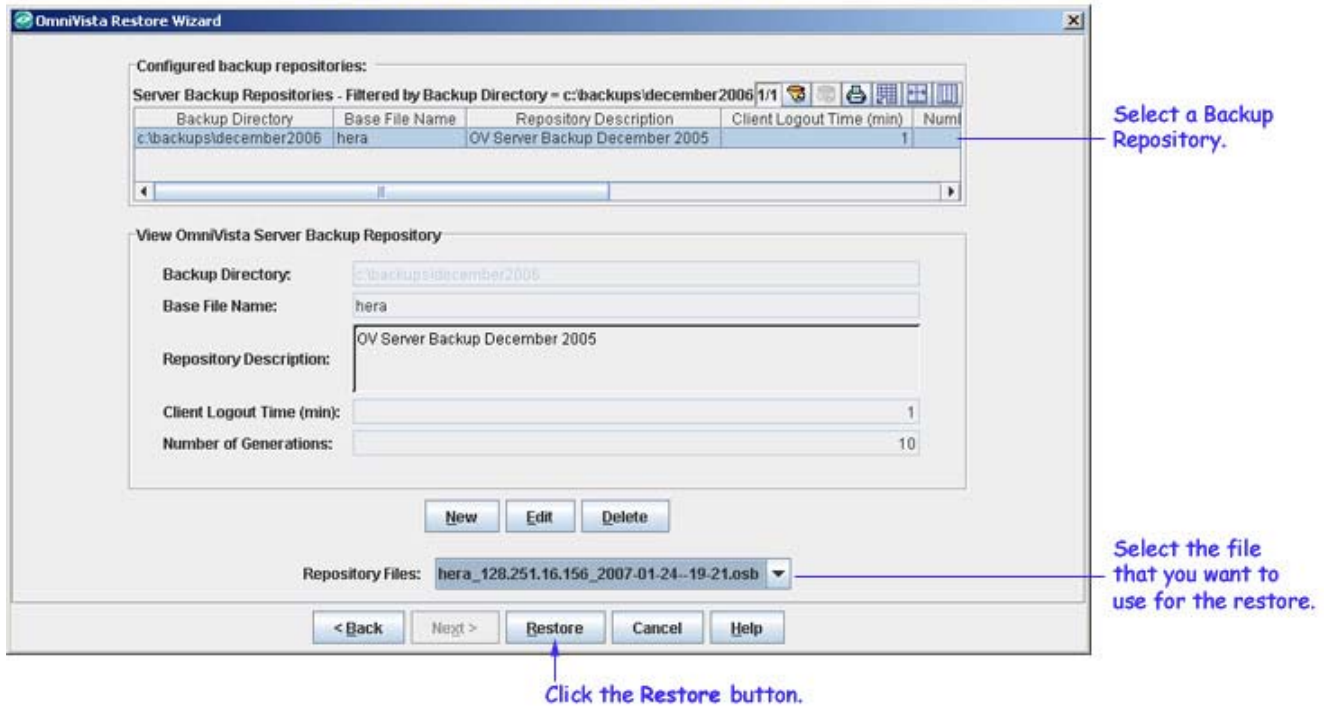 OmniVista Restore Wizard
Configured backup repositories:
Server Backup Repositories - Filtered by Backup Directory = c:\backups\december2006 1/1
Backup Directory Base File Name Repository Description Client Logout Time (min) Numl
c:\backups\december2006 hera OV Server Backup December 2005 1
Select a Backup
Repository.
View OmniVista Server Backup Repository
Backup Directory: c:\backups\december2006
Base File Name: hera
Repository Description: OV Server Backup December 2005
Client Logout Time (min): 1
Number of Generations: 10
New Edit Delete
Repository Files: hera_128.251.16.156_2007-01-24--19-21.osb
Select the file
that you want to
use for the restore.
< Back Next > Restore Cancel Help
Click the Restore button.